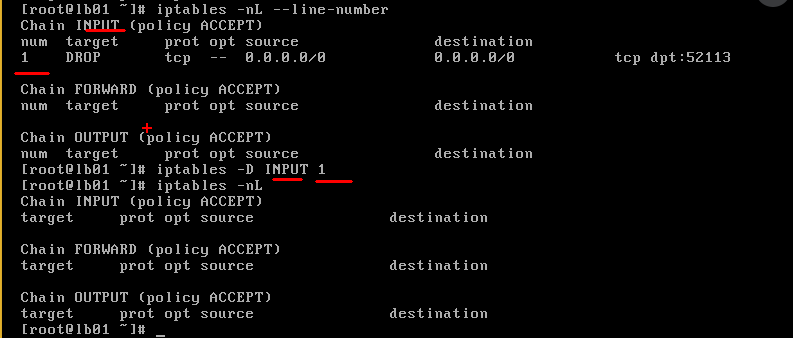 [root@lb01 ~]# iptables -nL --line-number
Chain INPUT (policy ACCEPT)
num  target     prot opt source               destination
1    DROP       tcp  --  0.0.0.0/0            0.0.0.0/0            tcp dpt:52113
Chain FORWARD (policy ACCEPT)
num  target     prot opt source               destination
Chain OUTPUT (policy ACCEPT)
num  target     prot opt source               destination
[root@lb01 ~]# iptables -D INPUT 1
[root@lb01 ~]# iptables -nL
Chain INPUT (policy ACCEPT)
target     prot opt source               destination
Chain FORWARD (policy ACCEPT)
target     prot opt source               destination
Chain OUTPUT (policy ACCEPT)
target     prot opt source               destination
[root@lb01 ~]# _